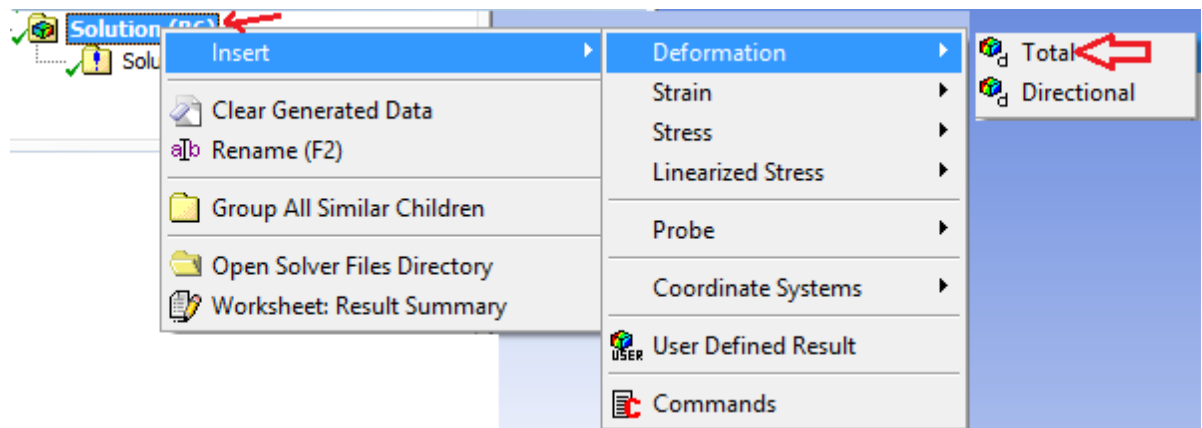 Solution (B6)
Solu
Insert
Clear Generated Data
a|b Rename (F2)
Group All Similar Children
Open Solver Files Directory
Worksheet: Result Summary
Deformation
Strain
Stress
Linearized Stress
Probe
Coordinate Systems
USER User Defined Result
Commands
Total
Directional